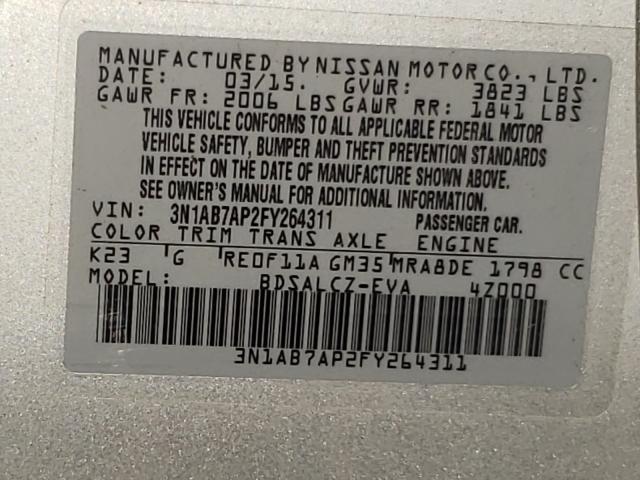 MANUFACTURED BY NISSAN MOTOR CO., LTD.
DATE: 03/15. GVWR: 3823 LBS
GAWR FR: 2006 LBS GAWR RR: 1841 LBS
THIS VEHICLE CONFORMS TO ALL APPLICABLE FEDERAL MOTOR
VEHICLE SAFETY, BUMPER AND THEFT PREVENTION STANDARDS
IN EFFECT ON THE DATE OF MANUFACTURE SHOWN ABOVE.
SEE OWNER'S MANUAL FOR ADDITIONAL INFORMATION.
VIN: 3N1AB7AP2FY264311 PASSENGER CAR.
COLOR TRIM TRANS AXLE ENGINE
K23 G RE0F11A GM35 MRA8DE 1798 CC
MODEL: BDSALCZ-EVA 4Z000
3N1AB7AP2FY264311